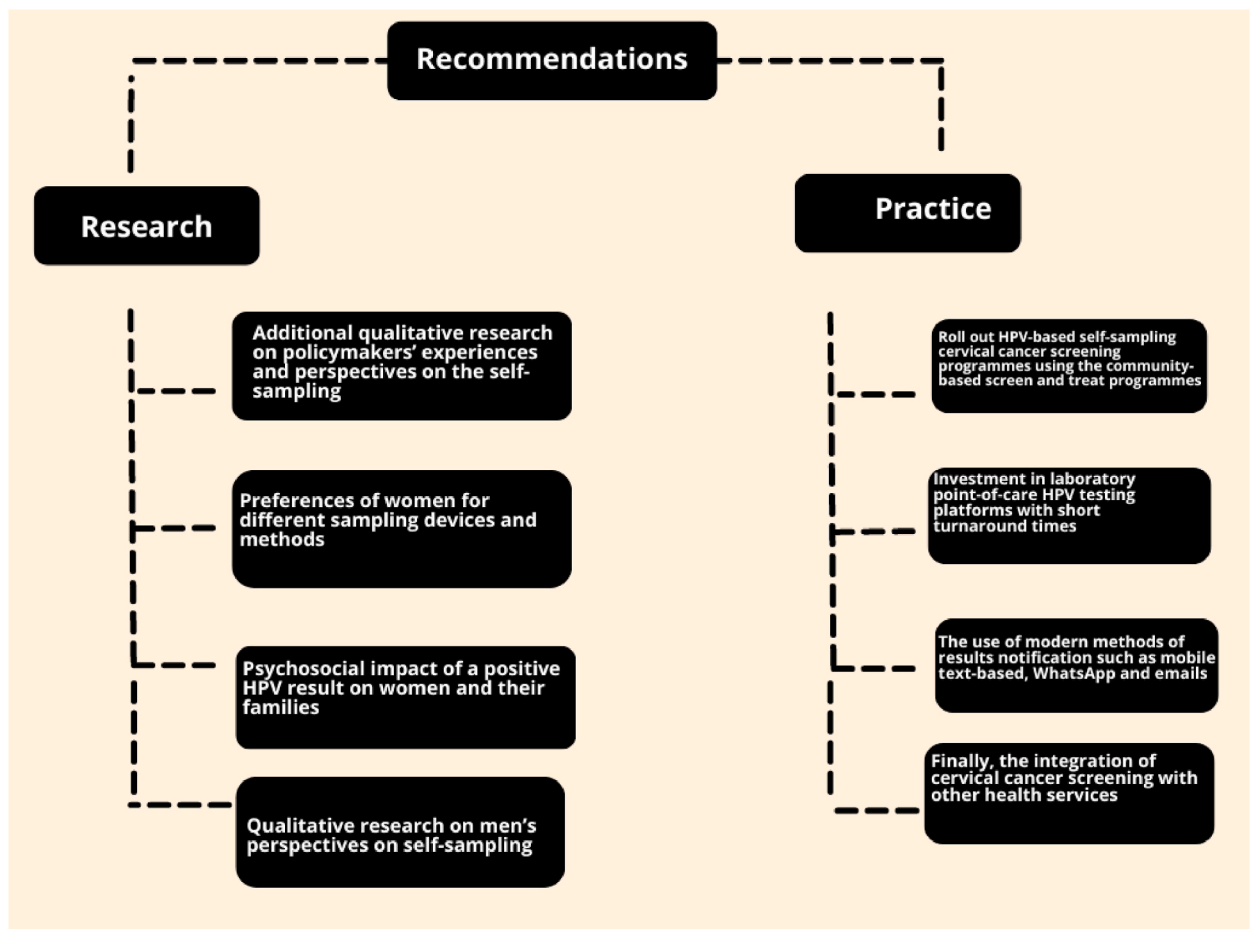 Recommendations
Research
Practice
Additional qualitative research
on policymakers’ experiences
and perspectives on the self-
sampling
Preferences of women for
different sampling devices and
methods
Psychosocial impact of a positive
HPV result on women and their
families
Qualitative research on men’s
perspectives on self-sampling
Roll out HPV-based self-sampling
cervical cancer screening
programmes using the community-
based screen and treat programmes
Investment in laboratory
point-of-care HPV testing
platforms with short
turnaround times
The use of modern methods of
results notification such as mobile
text-based, WhatsApp and emails
Finally, the integration of
cervical cancer screening with
other health services